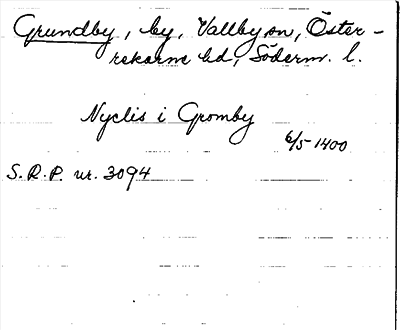 Grundby, by, Vallby sn, Öster-
rekarne hd, Söderm. l.
Nyclis i Gromby
6/5 1400
S.R.P. nr. 3094